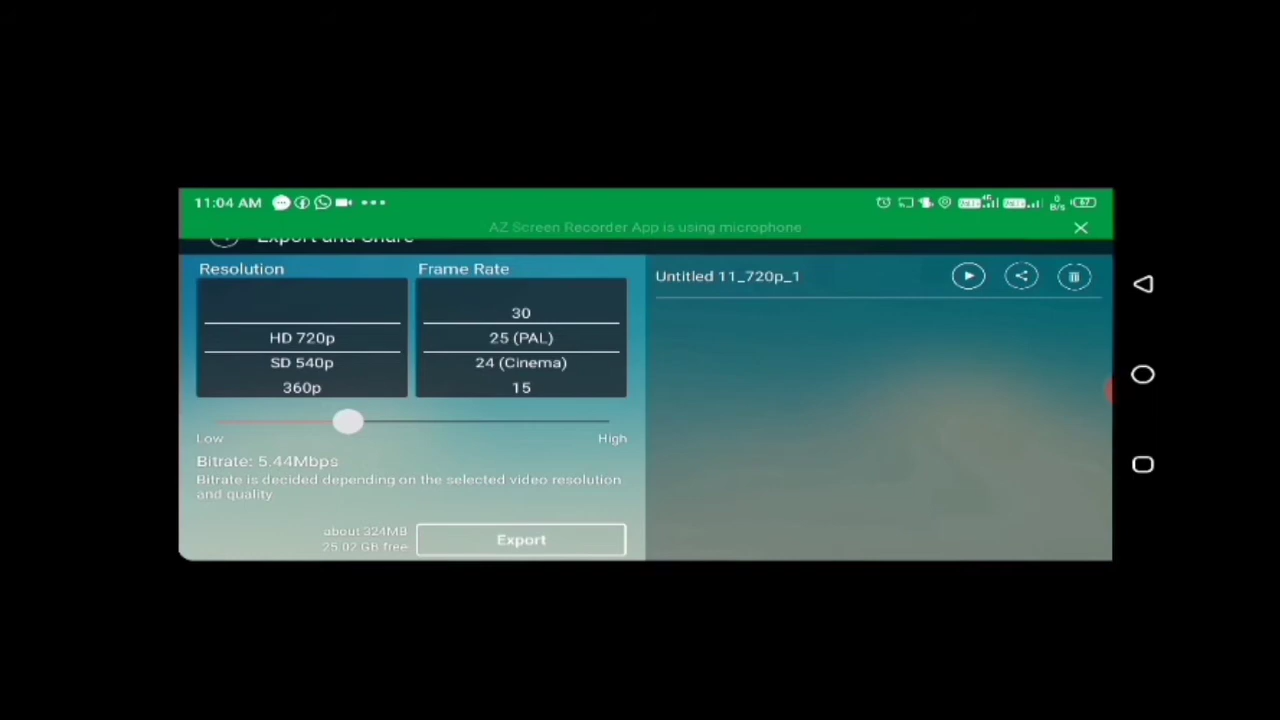 11:04 AM
0
B/s
67
AZ Screen Recorder App is using microphone
Export and Share
Resolution
Frame Rate
HD 720p
SD 540p
360p
30
25 (PAL)
24 (Cinema)
15
Low
High
Bitrate: 5.44Mbps
Bitrate is decided depending on the selected video resolution
and quality
about 324MB
25.02 GB free
Export
Untitled 11_720p_1